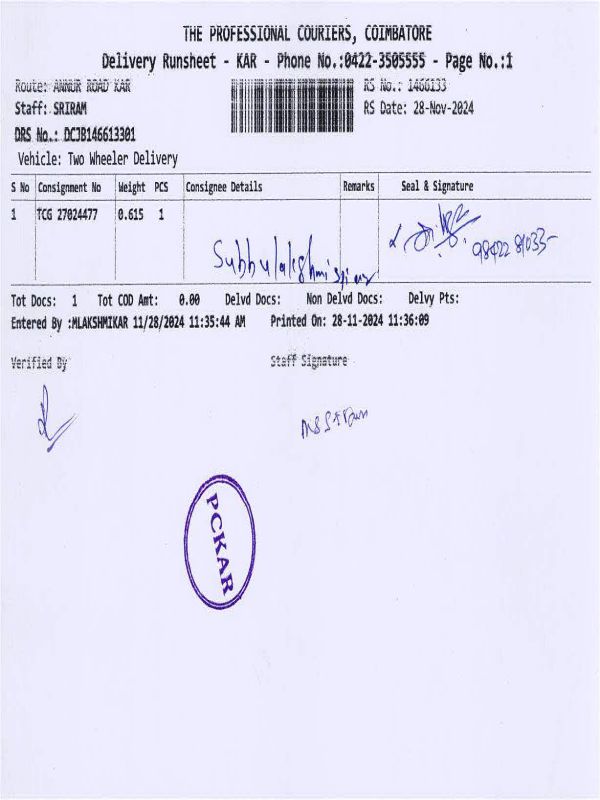 THE PROFESSIONAL COURIERS, COIMBATORE
Delivery Runsheet - KAR - Phone No.:0422-3505555 - Page No.:1
Route: ANNUR ROAD KAR RS No.: 1466133
Staff: SRIRAM RS Date: 28-Nov-2024
DRS No.: DCJB146613301
Vehicle: Two Wheeler Delivery
S No Consignment No Weight PCS Consignee Details Remarks Seal & Signature
1 TCG 27024477 0.615 1
Subbulakshmi
Tot Docs: 1 Tot COD Amt: 0.00 Delvd Docs: Non Delvd Docs: Delvy Pts:
Entered By :MLAKSHMIKAR 11/28/2024 11:35:44 AM Printed On: 28-11-2024 11:36:09
Verified By Staff Signature
PCKAR